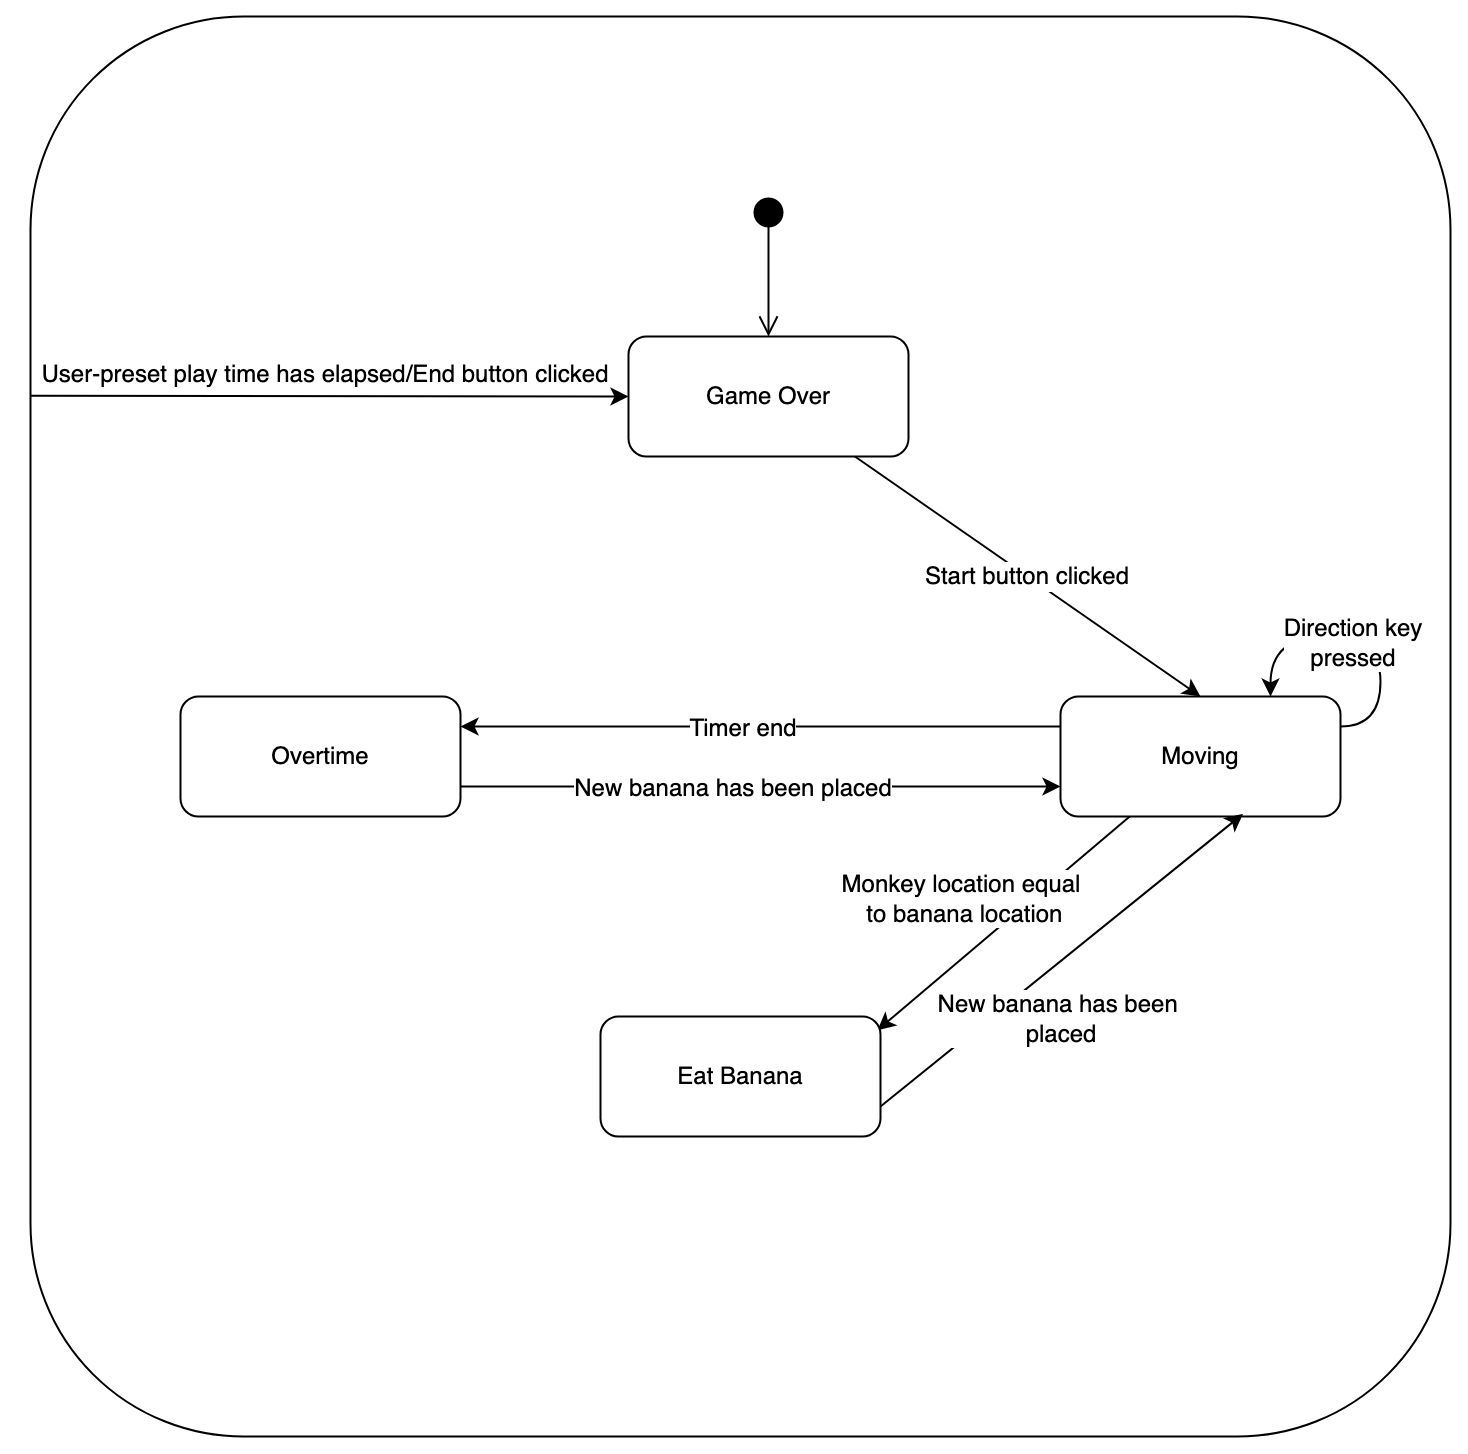 User-preset play time has elapsed/End button clicked
Game Over
Start button clicked
Direction key
pressed
Timer end
Overtime
Moving
New banana has been placed
Monkey location equal
to banana location
New banana has been
placed
Eat Banana